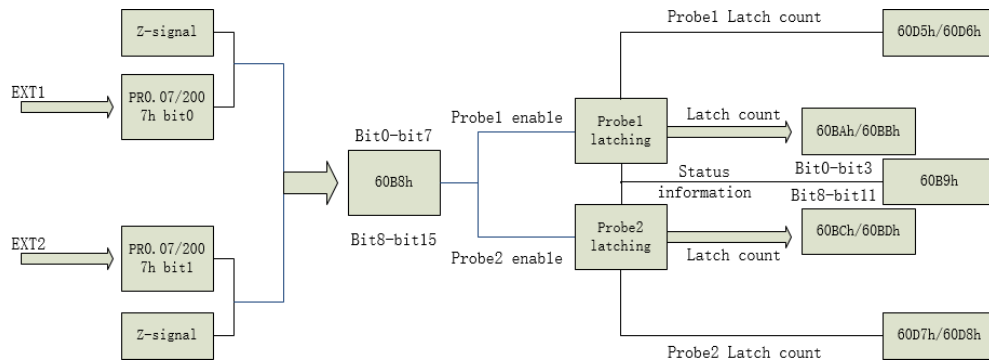 Probe1 Latch count
Z-signal
60D5h/60D6h
EXT1
PR0.07/200
7h bit0
Probe1 enable
Probe1
latching
Latch count
60BAh/60BBh
Bit0-bit7
60B8h
Bit8-bit15
Status
information
Bit0-bit3
Bit8-bit11
60B9h
EXT2
PR0.07/200
7h bit1
Probe2 enable
Probe2
latching
Latch count
60BCh/60BDh
Z-signal
60D7h/60D8h
Probe2 Latch count